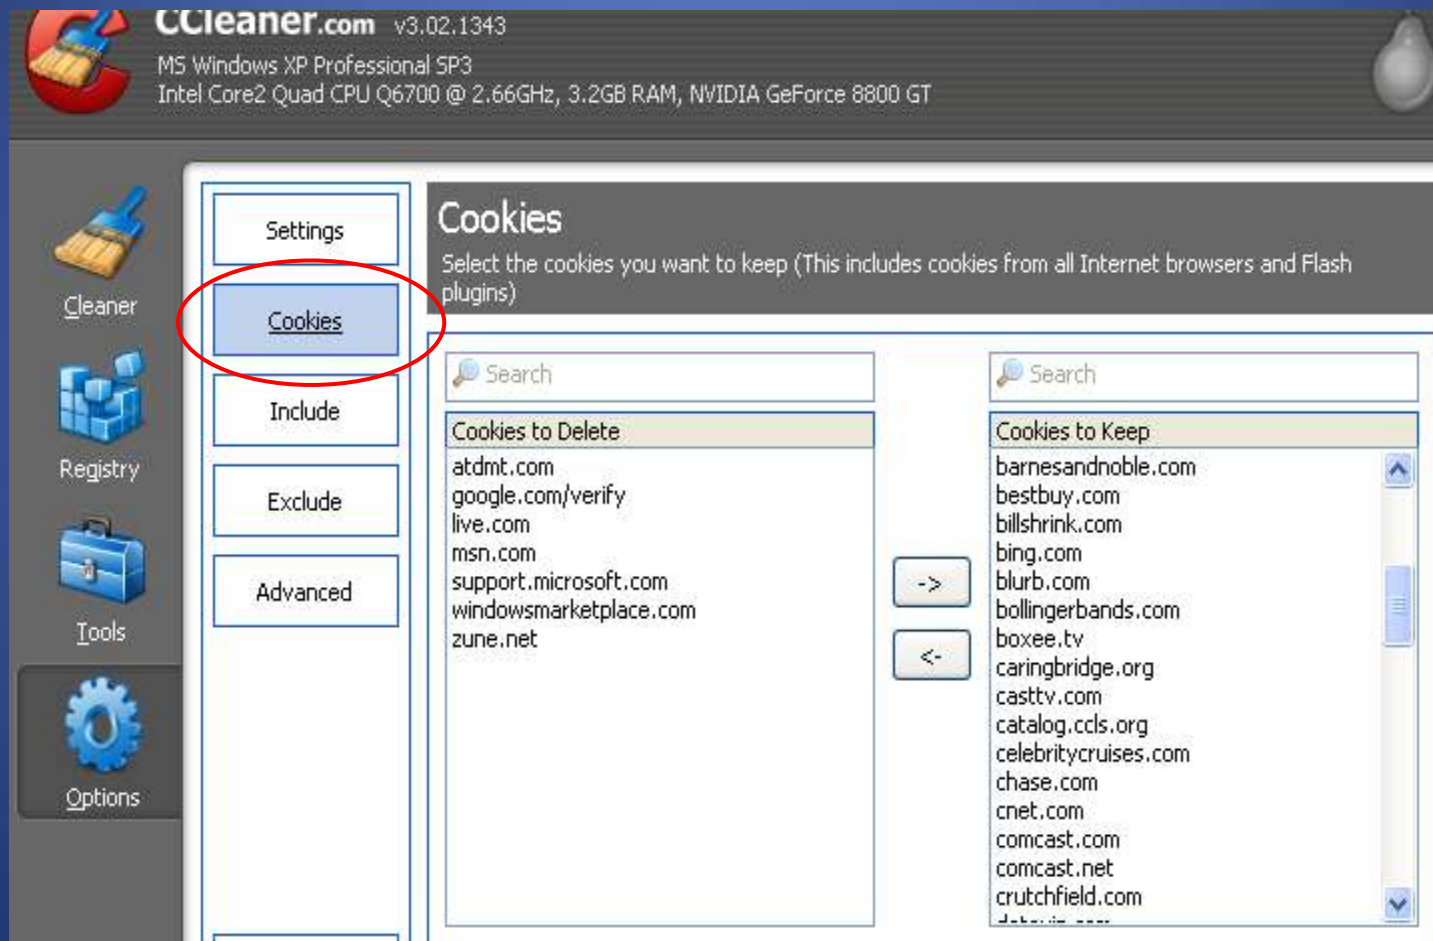 CCleaner.com v3.02.1343
MS Windows XP Professional SP3
Intel Core2 Quad CPU Q6700 @ 2.66GHz, 3.2GB RAM, NVIDIA GeForce 8800 GT
Cleaner
Registry
Tools
Options
Settings
Cookies
Include
Exclude
Advanced
Cookies
Select the cookies you want to keep (This includes cookies from all Internet browsers and Flash
plugins)
Search
Cookies to Delete
atdmt.com
google.com/verify
live.com
msn.com
support.microsoft.com
windowsmarketplace.com
zune.net
->
<-
Search
Cookies to Keep
barnesandnoble.com
bestbuy.com
billshrink.com
bing.com
blurb.com
bollingerbands.com
boxee.tv
caringbridge.org
casttv.com
catalog.ccls.org
celebritycruises.com
chase.com
cnet.com
comcast.com
comcast.net
crutchfield.com